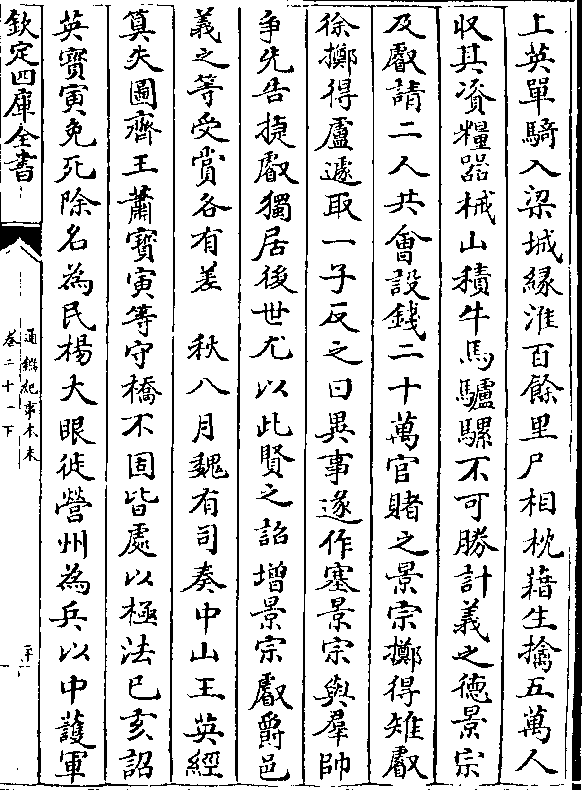 上英單騎入梁城縁淮百餘里尸相枕藉生擒五萬人
収其資糧器械山積牛馬驢騾不可勝計義之德景宗
及叡請二人共會設錢二十萬官賭之景宗擲得雉叡
徐擲得盧遽取一子反之曰異事遂作塞景宗與羣帥
争先告捷叡獨居後世尤以此賢之詔增景宗叡爵邑
義之等受賞各有差　秋八月魏有司奏中山王英經
算失圖齊王蕭寳寅等守橋不固皆處以極法己亥詔
英寳寅免死除名為民楊大眼徙營州為兵以中護軍
欽定四庫全書
通鑑紀事本末
卷二十一下